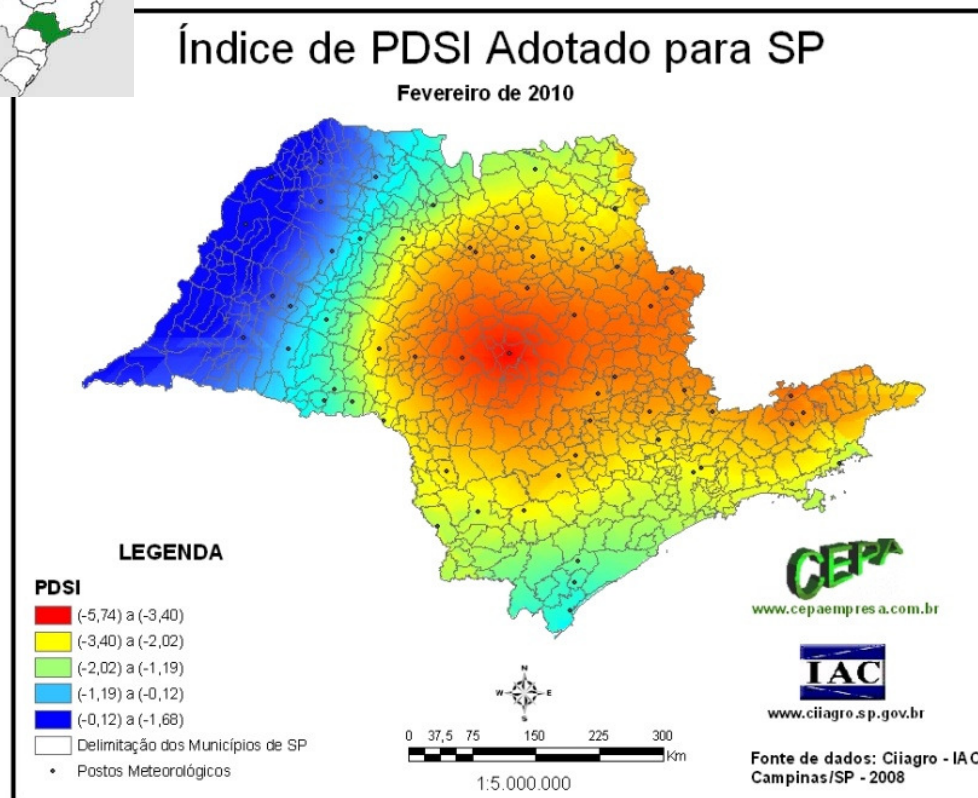 Índice de PDSI Adotado para SP
Fevereiro de 2010
LEGENDA
PDSI
(-5,74) a (-3,40)
(-3,40) a (-2,02)
(-2,02) a (-1,19)
(-1,19) a (-0,12)
(-0,12) a (-1,68)
Delimitação dos Municípios de SP
Postos Meteorológicos
N
W E
S
0 37,5 75 150 225 300
Km
1:5.000.000
CEPA
www.cepaempresa.com.br
IAC
www.ciiagro.sp.gov.br
Fonte de dados: Ciiagro - IAC
Campinas/SP - 2008